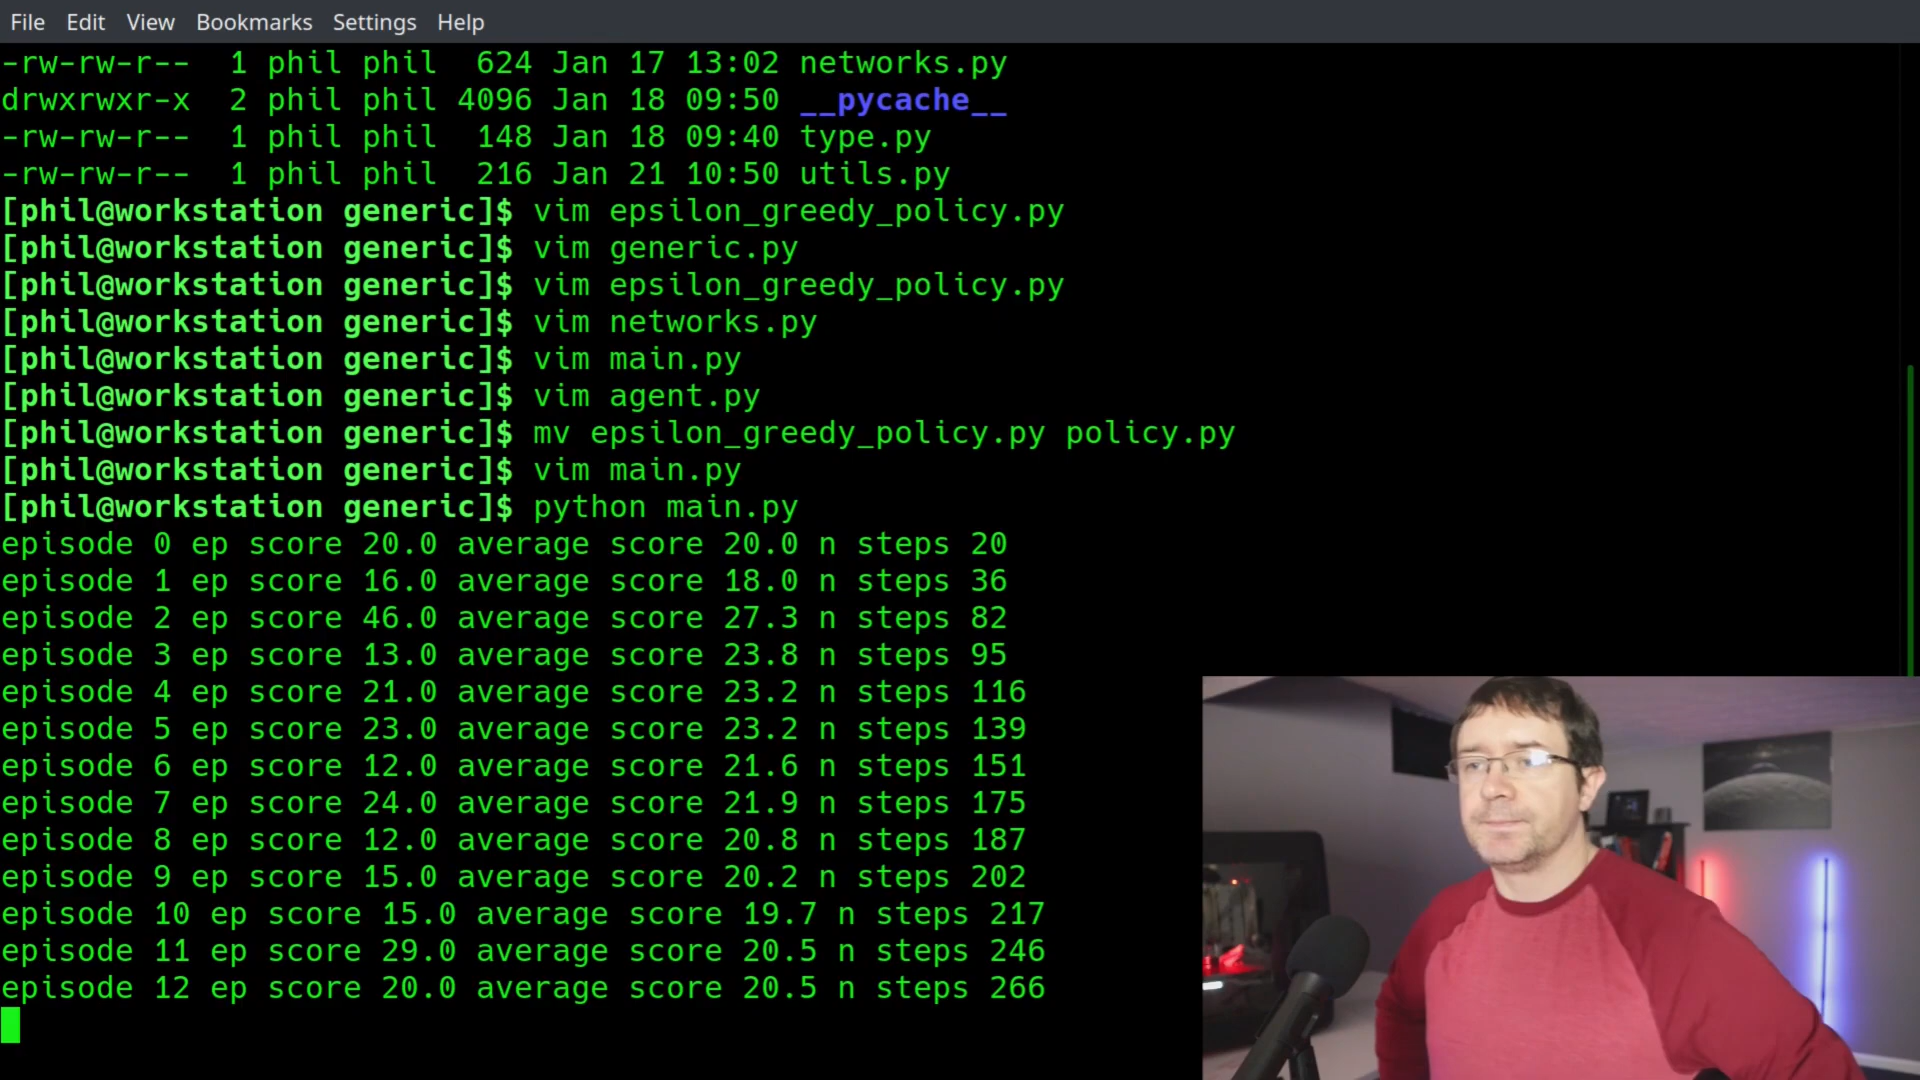 File Edit View Bookmarks Settings Help
-rw-rw-r-- 1 phil phil 624 Jan 17 13:02 networks.py
drwxrwxr-x 2 phil phil 4096 Jan 18 09:50 __pycache__
-rw-rw-r-- 1 phil phil 148 Jan 18 09:40 type.py
-rw-rw-r-- 1 phil phil 216 Jan 21 10:50 utils.py
[phil@workstation generic]$ vim epsilon_greedy_policy.py
[phil@workstation generic]$ vim generic.py
[phil@workstation generic]$ vim epsilon_greedy_policy.py
[phil@workstation generic]$ vim networks.py
[phil@workstation generic]$ vim main.py
[phil@workstation generic]$ vim agent.py
[phil@workstation generic]$ mv epsilon_greedy_policy.py policy.py
[phil@workstation generic]$ vim main.py
[phil@workstation generic]$ python main.py
episode 0 ep score 20.0 average score 20.0 n steps 20
episode 1 ep score 16.0 average score 18.0 n steps 36
episode 2 ep score 46.0 average score 27.3 n steps 82
episode 3 ep score 13.0 average score 23.8 n steps 95
episode 4 ep score 21.0 average score 23.2 n steps 116
episode 5 ep score 23.0 average score 23.2 n steps 139
episode 6 ep score 12.0 average score 21.6 n steps 151
episode 7 ep score 24.0 average score 21.9 n steps 175
episode 8 ep score 12.0 average score 20.8 n steps 187
episode 9 ep score 15.0 average score 20.2 n steps 202
episode 10 ep score 15.0 average score 19.7 n steps 217
episode 11 ep score 29.0 average score 20.5 n steps 246
episode 12 ep score 20.0 average score 20.5 n steps 266